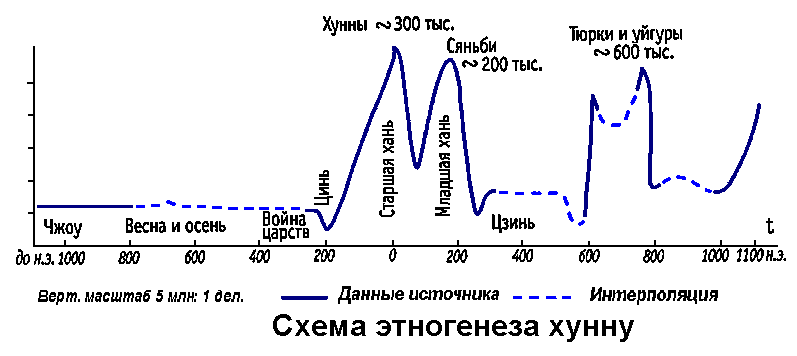 Хунны ~ 300 тыс.
Сяньби
~ 200 тыс.
Тюрки и уйгуры
~ 600 тыс.
Цинь
Старшая хань
Младшая хань
t
Чжоу
Весна и осень
Война
царств
Цзинь
до н.э. 1000 800 600 400 200 0 200 400 600 800 1000 1100 н.э.
Верт. масштаб 5 млн: 1 дел.
Данные источника
Интерполяция
Схема этногенеза хунну